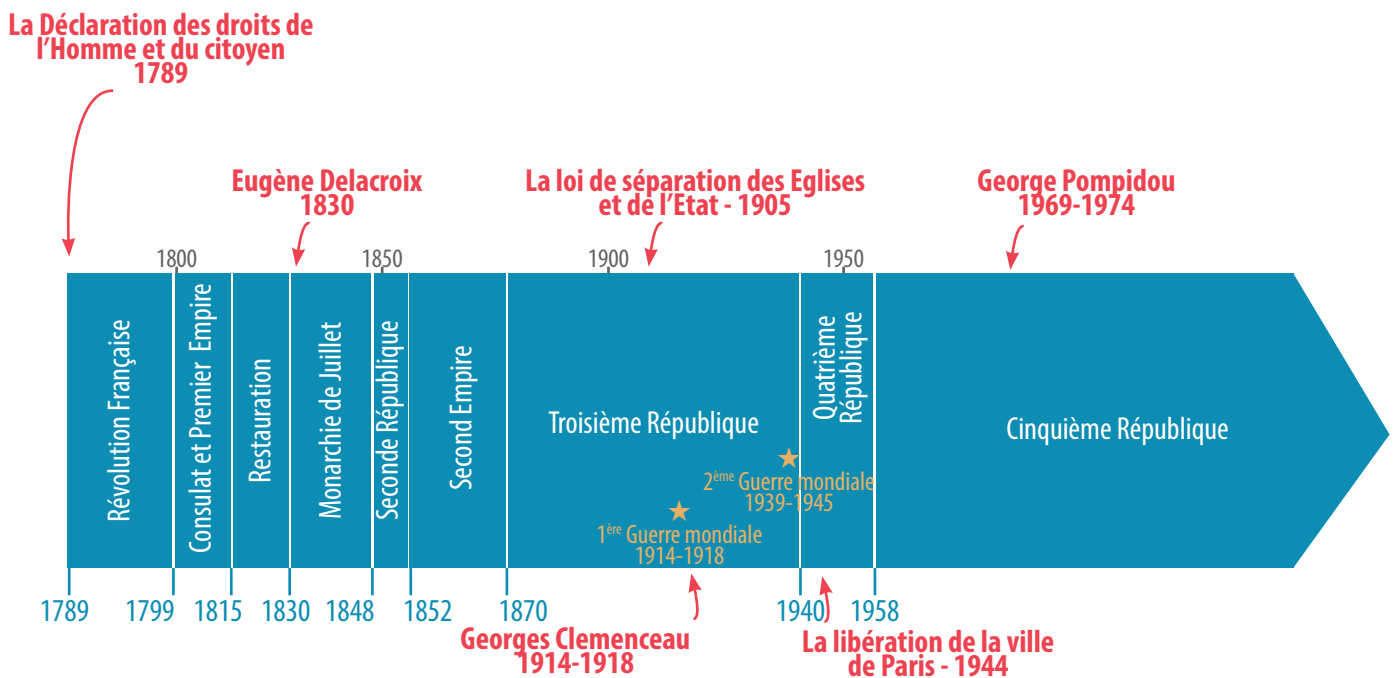 La Déclaration des droits de
l'Homme et du citoyen
1789
Eugène Delacroix
1830
La loi de séparation des Eglises
et de l'Etat - 1905
George Pompidou
1969-1974
1800
1850
1900
1950
Révolution Française
Consulat et Premier Empire
Restauration
Monarchie de Juillet
Seconde République
Second Empire
Troisième République
Quatrième
République
Cinquième République
2ème Guerre mondiale
1939-1945
1ère Guerre mondiale
1914-1918
1789
1799
1815
1830
1848
1852
1870
1940
1958
Georges Clemenceau
1914-1918
La libération de la ville
de Paris - 1944